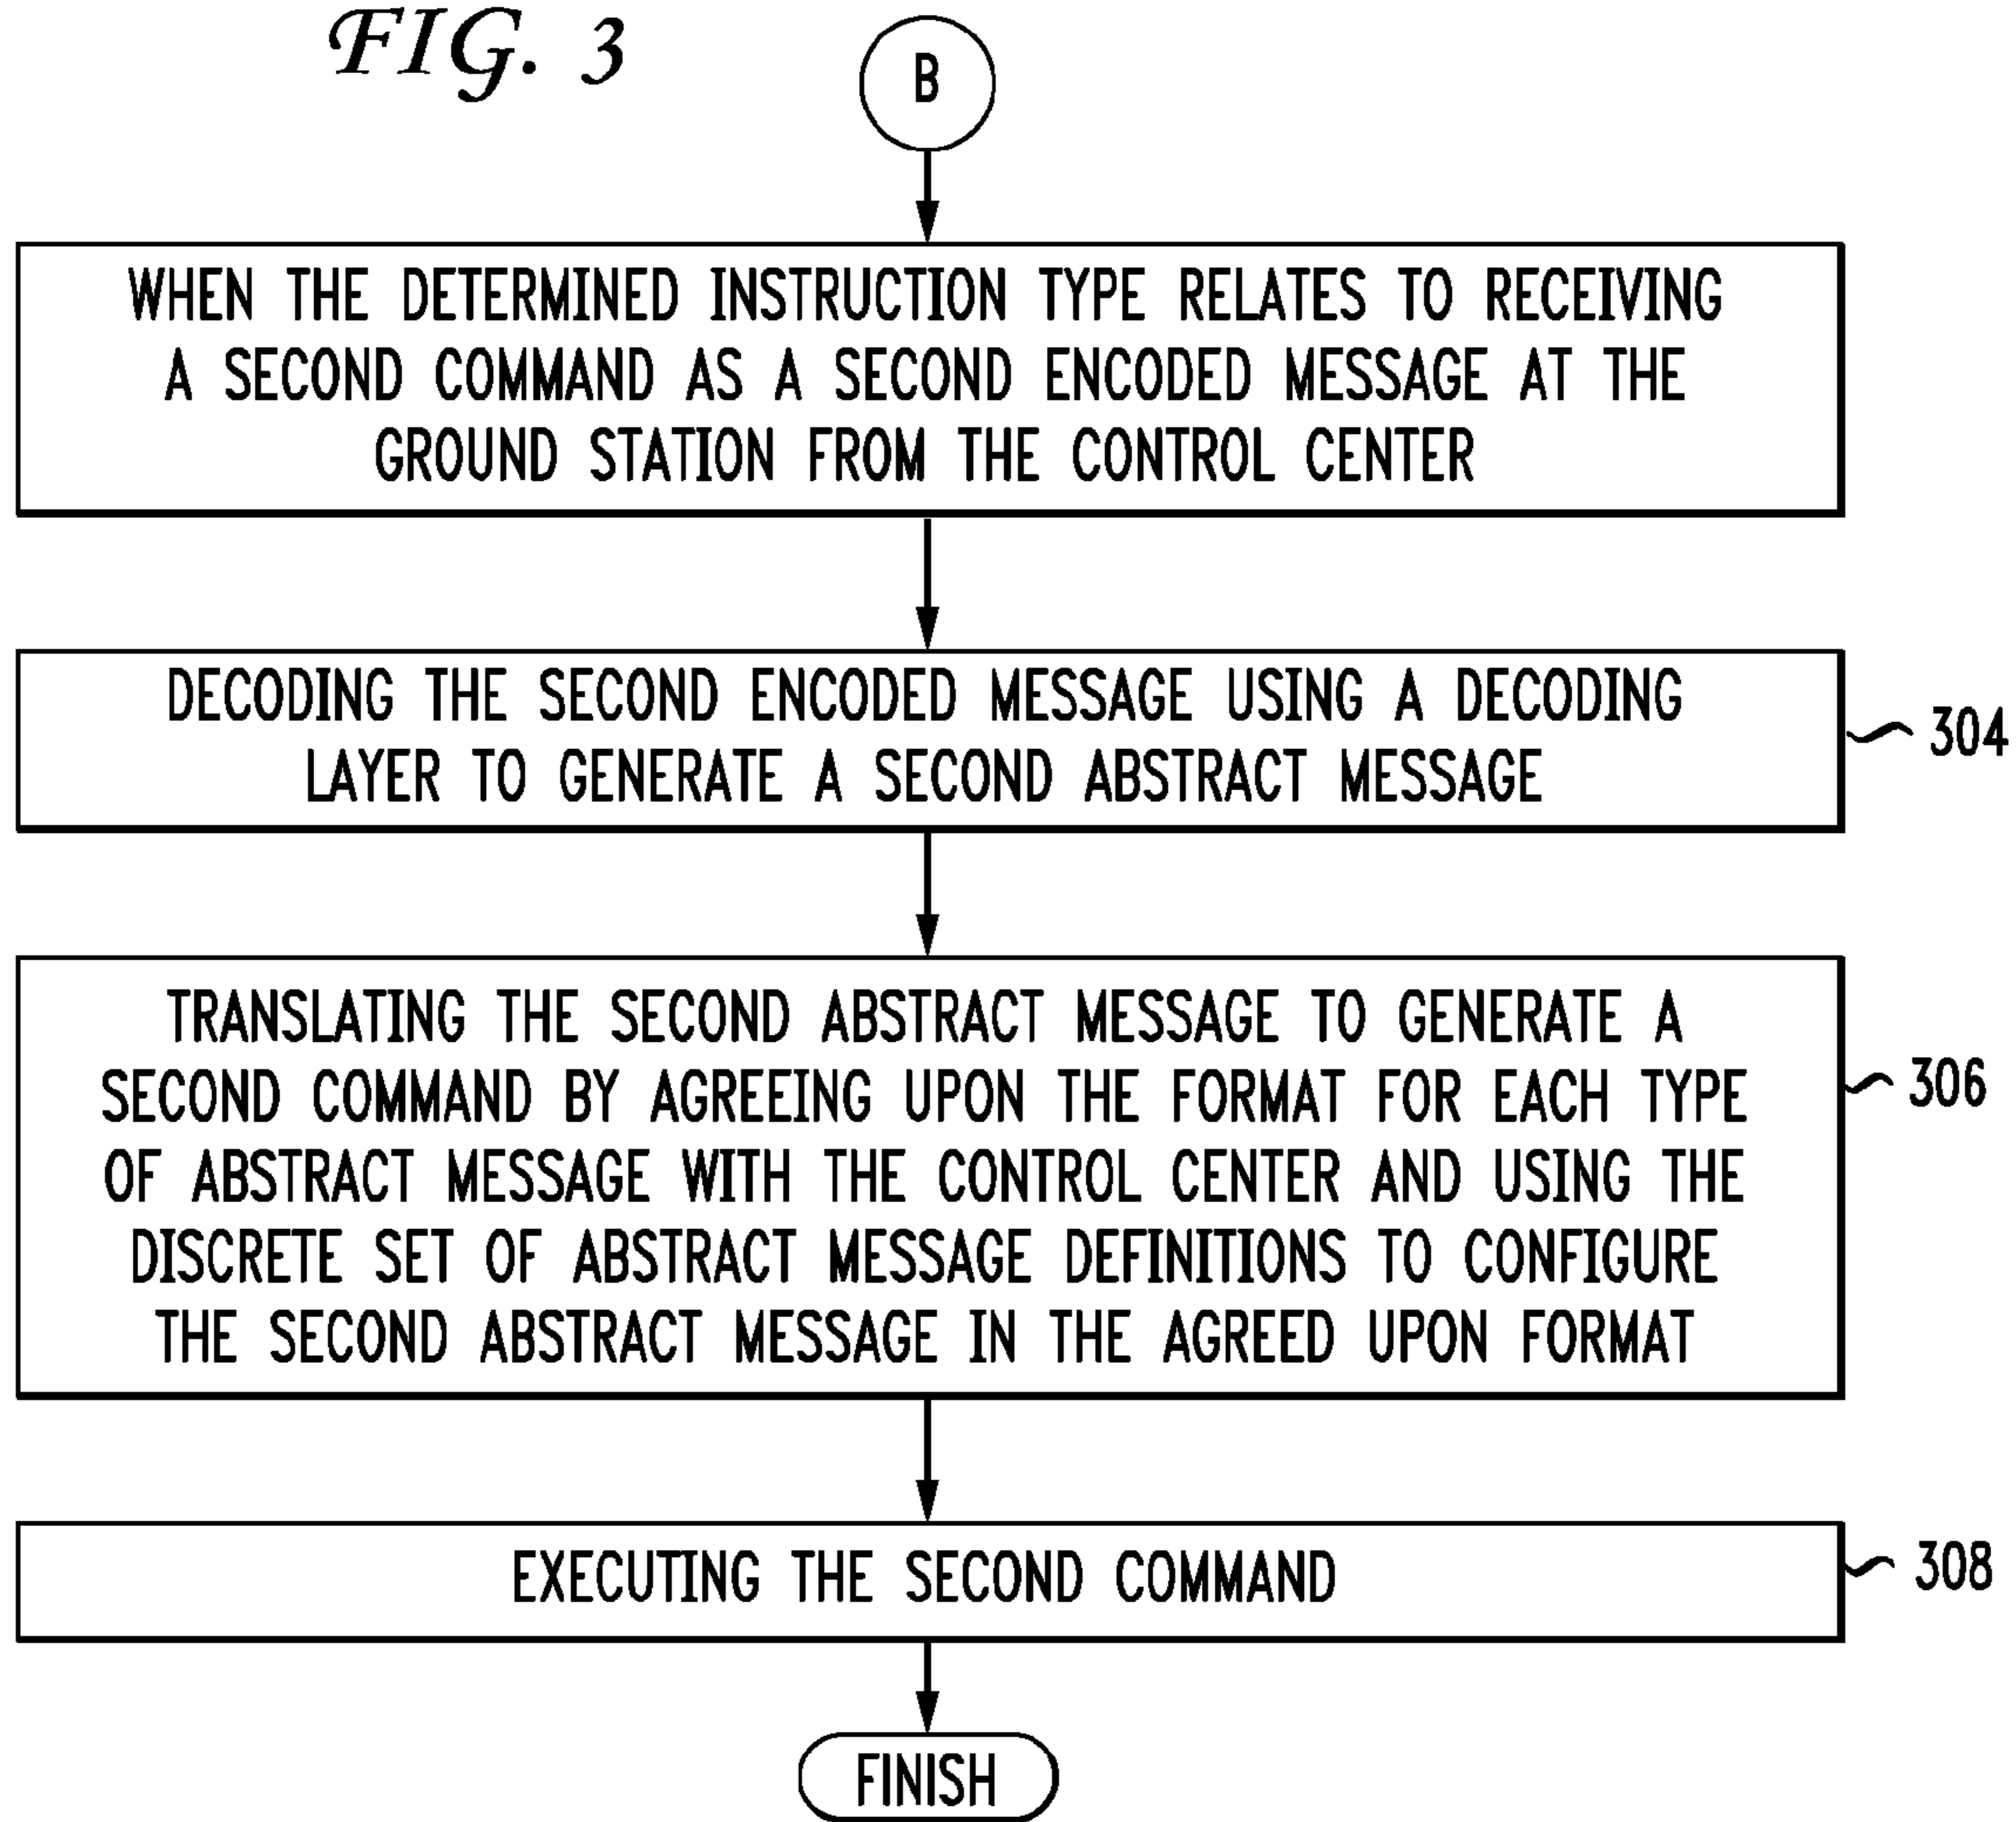 FIG. 3
B
WHEN THE DETERMINED INSTRUCTION TYPE RELATES TO RECEIVING
A SECOND COMMAND AS A SECOND ENCODED MESSAGE AT THE
GROUND STATION FROM THE CONTROL CENTER
DECODING THE SECOND ENCODED MESSAGE USING A DECODING
LAYER TO GENERATE A SECOND ABSTRACT MESSAGE
304
TRANSLATING THE SECOND ABSTRACT MESSAGE TO GENERATE A
SECOND COMMAND BY AGREEING UPON THE FORMAT FOR EACH TYPE
OF ABSTRACT MESSAGE WITH THE CONTROL CENTER AND USING THE
DISCRETE SET OF ABSTRACT MESSAGE DEFINITIONS TO CONFIGURE
THE SECOND ABSTRACT MESSAGE IN THE AGREED UPON FORMAT
306
EXECUTING THE SECOND COMMAND
308
FINISH